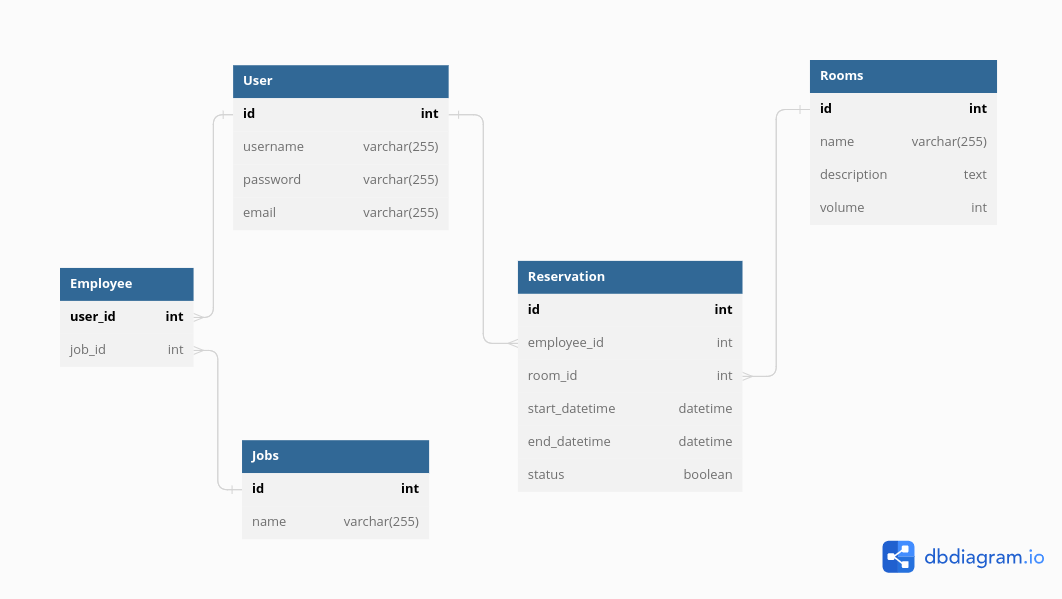 User
id int
username varchar(255)
password varchar(255)
email varchar(255)
Rooms
id int
name varchar(255)
description text
volume int
Employee
user_id int
job_id int
Reservation
id int
employee_id int
room_id int
start_datetime datetime
end_datetime datetime
status boolean
Jobs
id int
name varchar(255)
dbdiagram.io